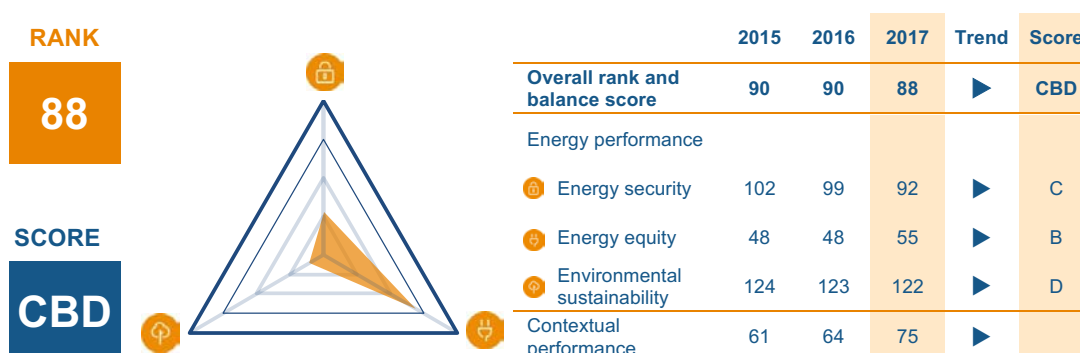 RANK
88
SCORE
CBD
2015 2016 2017 Trend Score
Overall rank and
balance score 90 90 88 CBD
Energy performance
Energy security 102 99 92 C
Energy equity 48 48 55 B
Environmental
sustainability 124 123 122 D
Contextual
performance 61 64 75